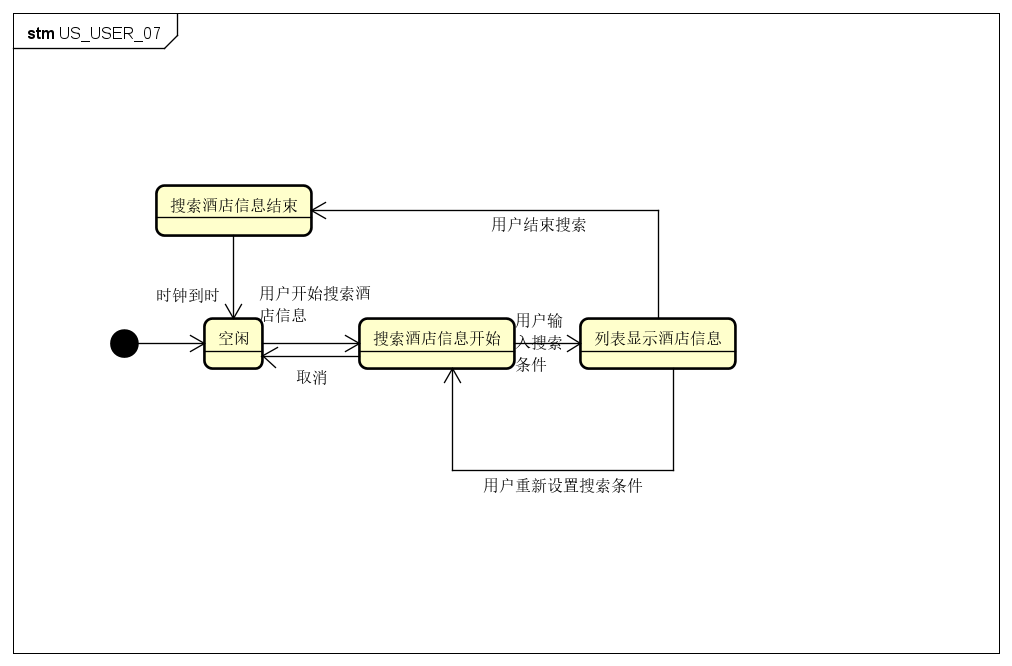 stm US_USER_07
搜索酒店信息结束
用户结束搜索
时钟到时
用户开始搜索酒
店信息
空闲
搜索酒店信息开始
用户输
入搜索
条件
列表显示酒店信息
取消
用户重新设置搜索条件